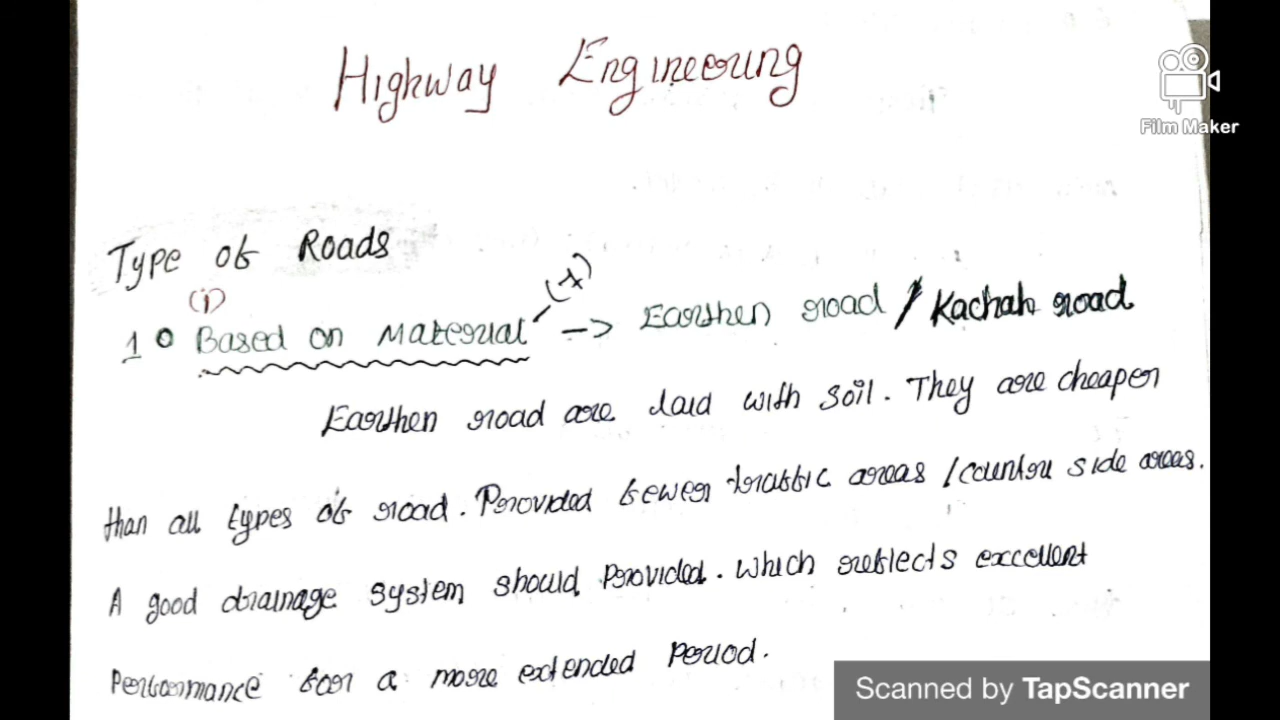 Highway Engineering
Film Maker
Type of Roads
(i)
1° Based on Material (x) -> Earthen road / Kachah road
Earthen road are laid with soil. They are cheaper
than all types of road. Provided fewer traffic areas / side areas.
A good drainage system should Provided. Which reflects excellent
Performance for a more extended Period.
Scanned by TapScanner